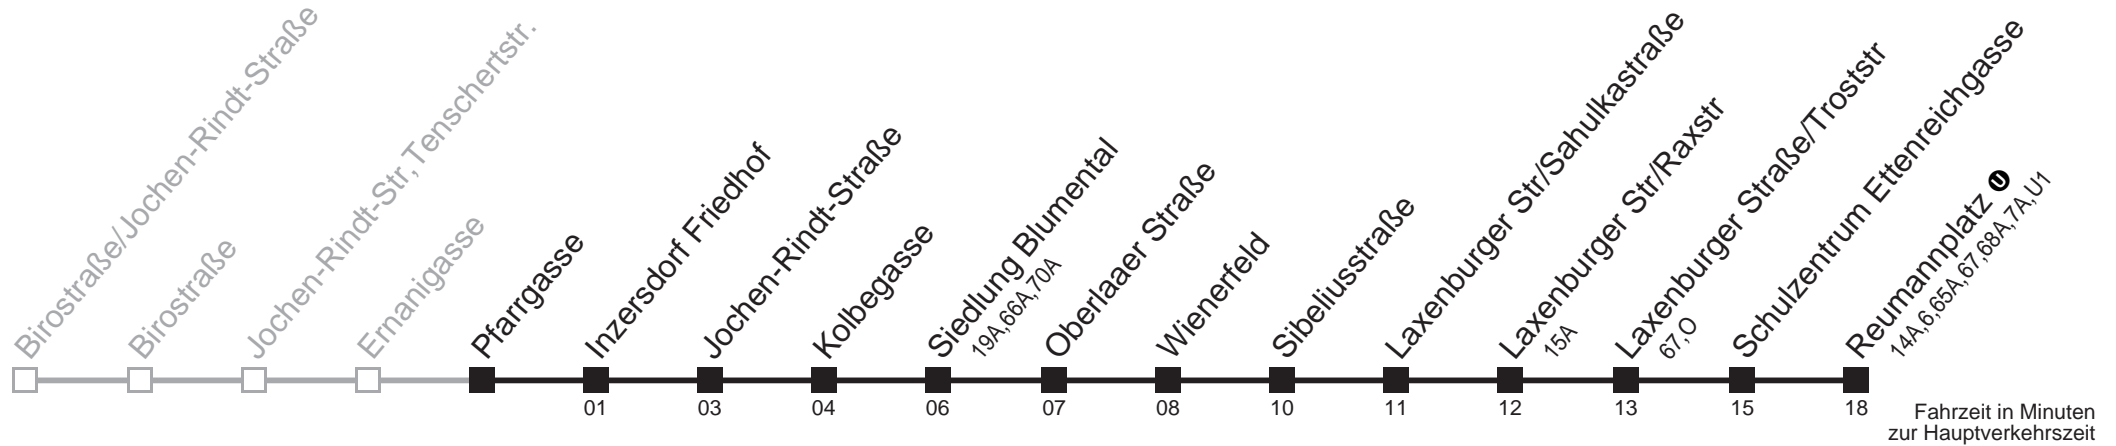 Birostraße/Jochen-Rindt-Straße
Birostraße
Jochen-Rindt-Str, Tenschertstr.
Ernanigasse
Pfarrgasse
Inzersdorf Friedhof
Jochen-Rindt-Straße
Kolbegasse
Siedlung Blumental
19A,66A,70A
Oberlaaer Straße
Wienerfeld
Sibeliusstraße
Laxenburger Str/Sahulkastraße
Laxenburger Str/Raxstr
15A
Laxenburger Straße/Troststr
67,O
Schulzentrum Ettenreichgasse
Reumannplatz U
14A,6,65A,67,68A,7A,U1
01 03 04 06 07 08 10 11 12 13 15 18
Fahrzeit in Minuten
zur Hauptverkehrszeit